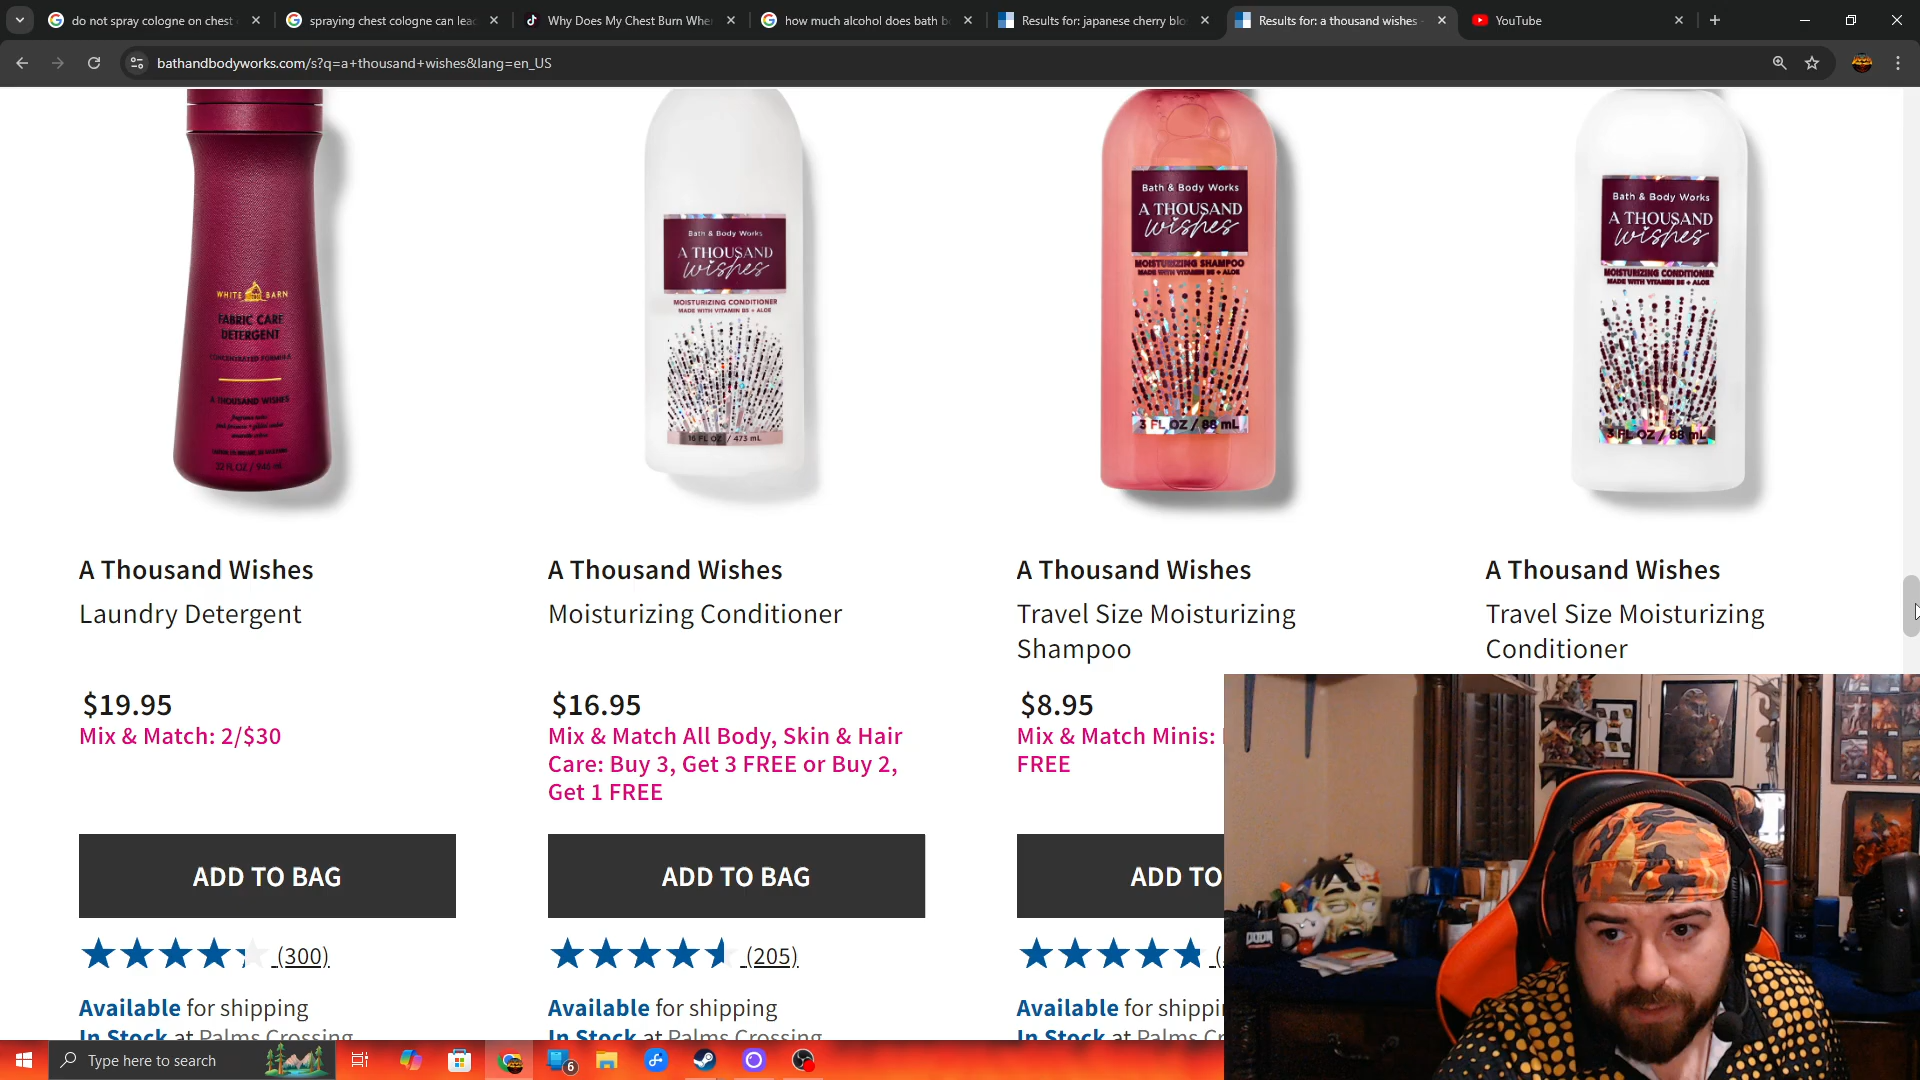 do not spray cologne on chest
spraying chest cologne can lead
Why Does My Chest Burn Whe
how much alcohol does bath b
Results for: japanese cherry blo
Results for: a thousand wishes
YouTube
bathandbodyworks.com/s?q=a+thousand+wishes&lang=en_US
WHITE BARN
FABRIC CARE
DETERGENT
CONCENTRATED FORMULA
A THOUSAND WISHES
32 FL OZ / 946 ml
Bath & Body Works
A THOUSAND
wishes
MOISTURIZING CONDITIONER
MADE WITH VITAMIN B5 + ALOE
16 FL OZ / 473 mL
Bath & Body Works
A THOUSAND
wishes
MOISTURIZING SHAMPOO
MADE WITH VITAMIN B5 + ALOE
3 FL OZ / 88 mL
Bath & Body Works
A THOUSAND
wishes
MOISTURIZING CONDITIONER
MADE WITH VITAMIN B5 + ALOE
3 FL OZ / 88 mL
A Thousand Wishes
Laundry Detergent
$19.95
Mix & Match: 2/$30
ADD TO BAG
(300)
Available for shipping
In Stock at Palms Crossing
A Thousand Wishes
Moisturizing Conditioner
$16.95
Mix & Match All Body, Skin & Hair
Care: Buy 3, Get 3 FREE or Buy 2,
Get 1 FREE
ADD TO BAG
(205)
Available for shipping
In Stock at Palms Crossing
A Thousand Wishes
Travel Size Moisturizing
Shampoo
$8.95
Mix & Match Minis:
FREE
ADD TO
Available for shippi
In Stock at Palms Cr
A Thousand Wishes
Travel Size Moisturizing
Conditioner
DOOM
Type here to search
6